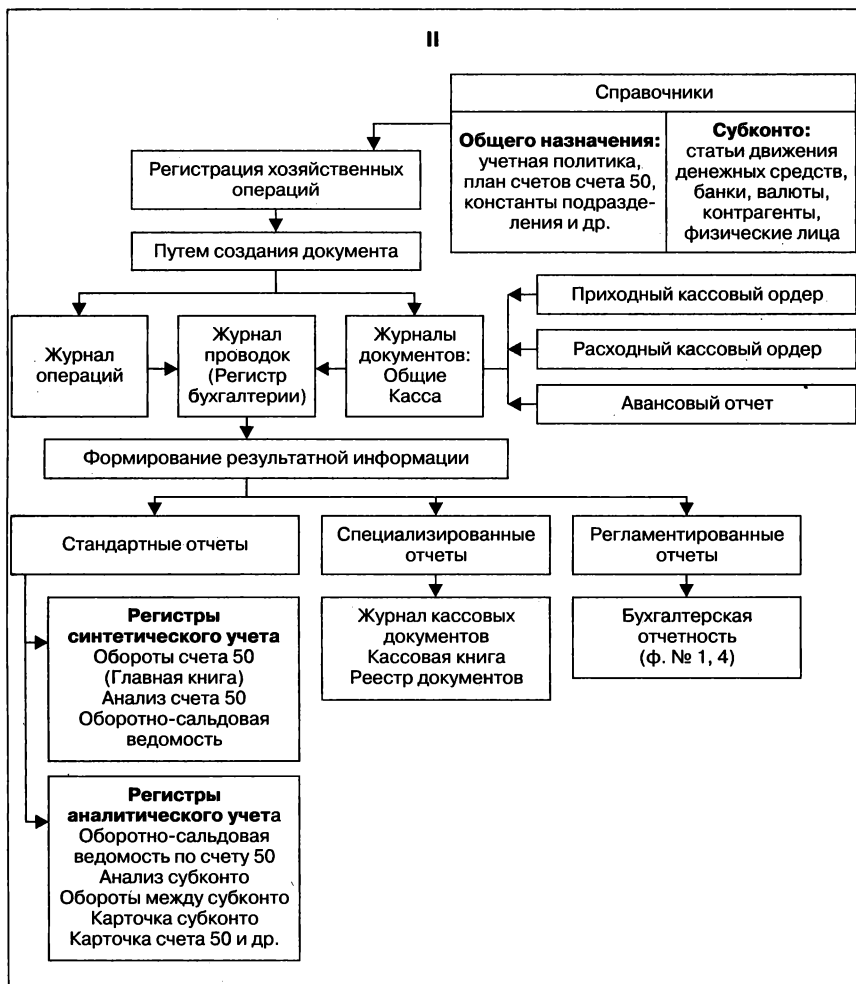 II
Справочники
Общего назначения:
учетная политика,
план счетов счета 50,
константы подразде-
ления и др.
Субконто:
статьи движения
денежных средств,
банки, валюты,
контрагенты,
физические лица
Регистрация хозяйственных
операций
Путем создания документа
Журнал
операций
Журнал
проводок
(Регистр
бухгалтерии)
Журналы
документов:
Общие
Касса
Приходный кассовый ордер
Расходный кассовый ордер
Авансовый отчет
Формирование результатной информации
Стандартные отчеты
Специализированные
отчеты
Регламентированные
отчеты
Регистры
синтетического учета
Обороты счета 50
(Главная книга)
Анализ счета 50
Оборотно-сальдовая
ведомость
Журнал кассовых
документов
Кассовая книга
Реестр документов
Бухгалтерская
отчетность
(ф. № 1, 4)
Регистры
аналитического учета
Оборотно-сальдовая
ведомость по счету 50
Анализ субконто
Обороты между субконто
Карточка субконто
Карточка счета 50 и др.